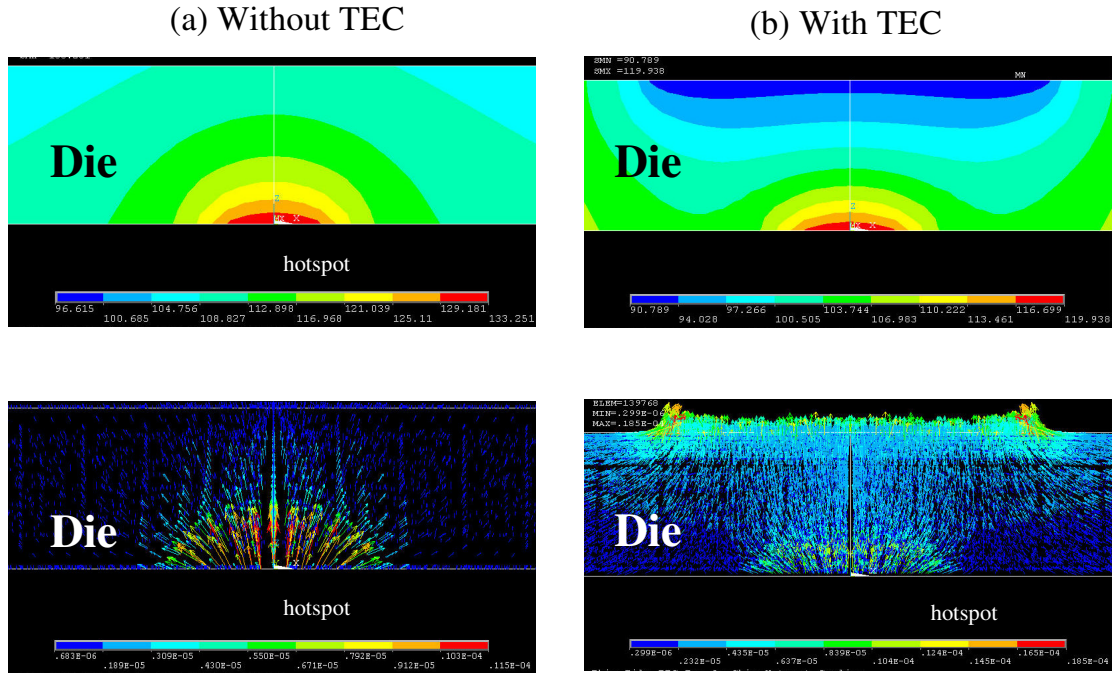 (a) Without TEC
(b) With TEC
SMN =90.789
SMX =119.938
MN
Die
Z
MX X
hotspot
96.615 104.756 112.898 121.039 129.181
100.685 108.827 116.968 125.11 133.251
Die
Z
MX X
90.789 97.266 103.744 110.222 116.699
94.028 100.505 106.983 113.461 119.938
Die
hotspot
.683E-06 .309E-05 .550E-05 .792E-05 .103E-04
.189E-05 .430E-05 .671E-05 .912E-05 .115E-04
ELEM=139768
MIN=.299E-06
MAX=.185E-04
Die
hotspot
.299E-06 .435E-05 .839E-05 .124E-04 .165E-04
.232E-05 .637E-05 .104E-04 .145E-04 .185E-04